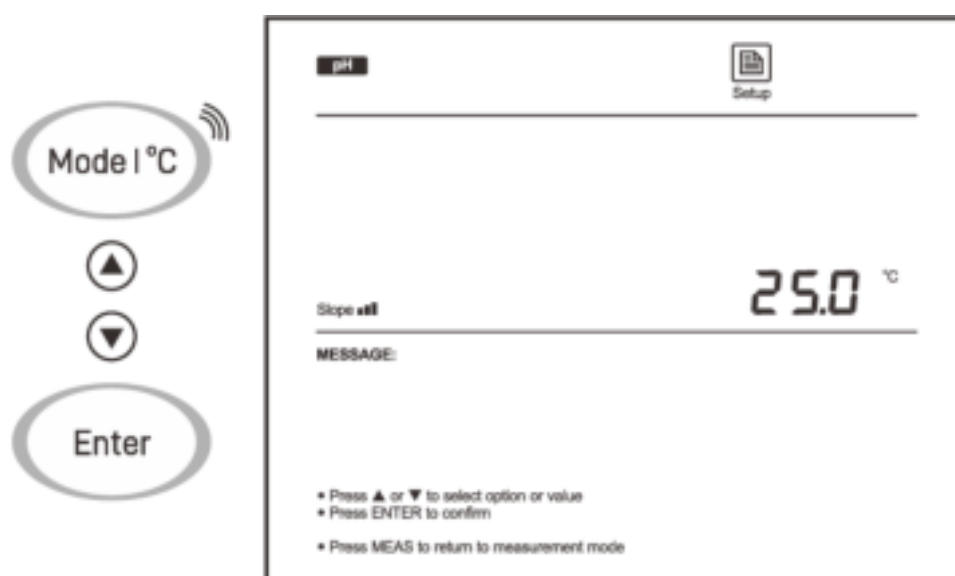 Mode | °C
Enter
pH
Setup
25.0 °C
Slope
MESSAGE:
• Press ▲ or ▼ to select option or value
• Press ENTER to confirm
• Press MEAS to return to measurement mode